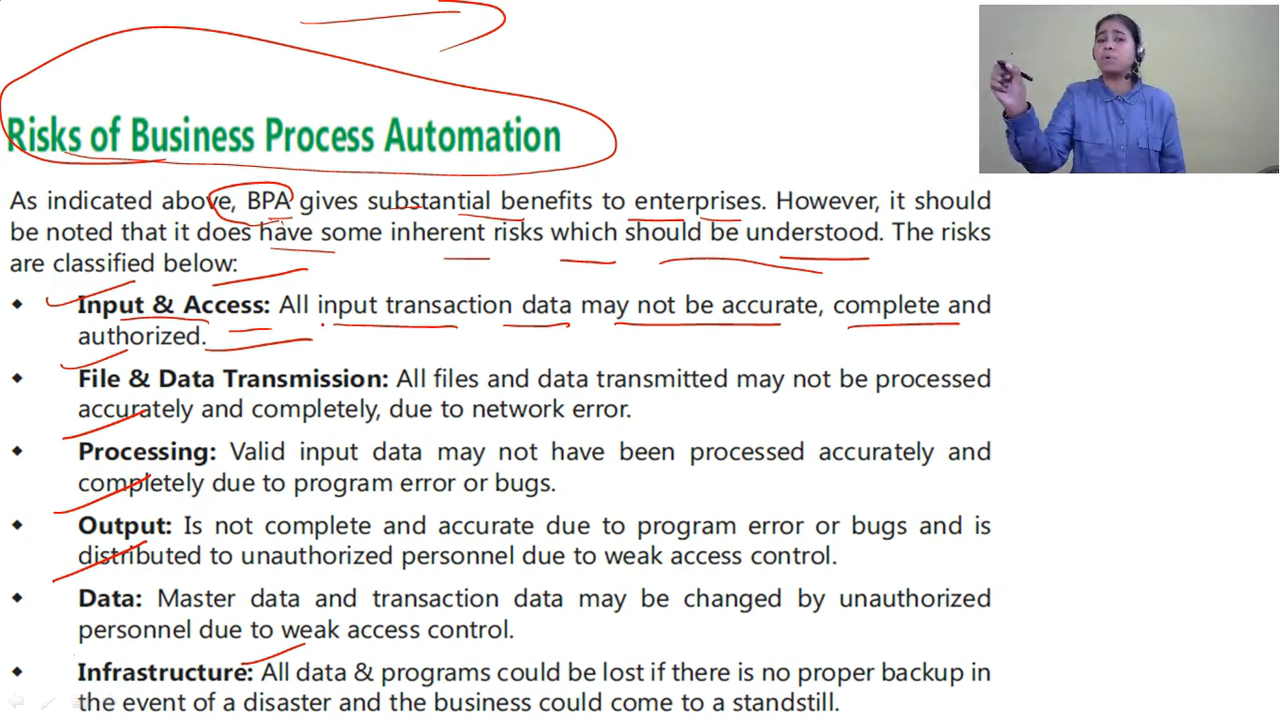 Risks of Business Process Automation
As indicated above, BPA gives substantial benefits to enterprises. However, it should
be noted that it does have some inherent risks which should be understood. The risks
are classified below:
◆ Input & Access: All input transaction data may not be accurate, complete and
authorized.
◆ File & Data Transmission: All files and data transmitted may not be processed
accurately and completely, due to network error.
◆ Processing: Valid input data may not have been processed accurately and
completely due to program error or bugs.
◆ Output: Is not complete and accurate due to program error or bugs and is
distributed to unauthorized personnel due to weak access control.
◆ Data: Master data and transaction data may be changed by unauthorized
personnel due to weak access control.
◆ Infrastructure: All data & programs could be lost if there is no proper backup in
the event of a disaster and the business could come to a standstill.